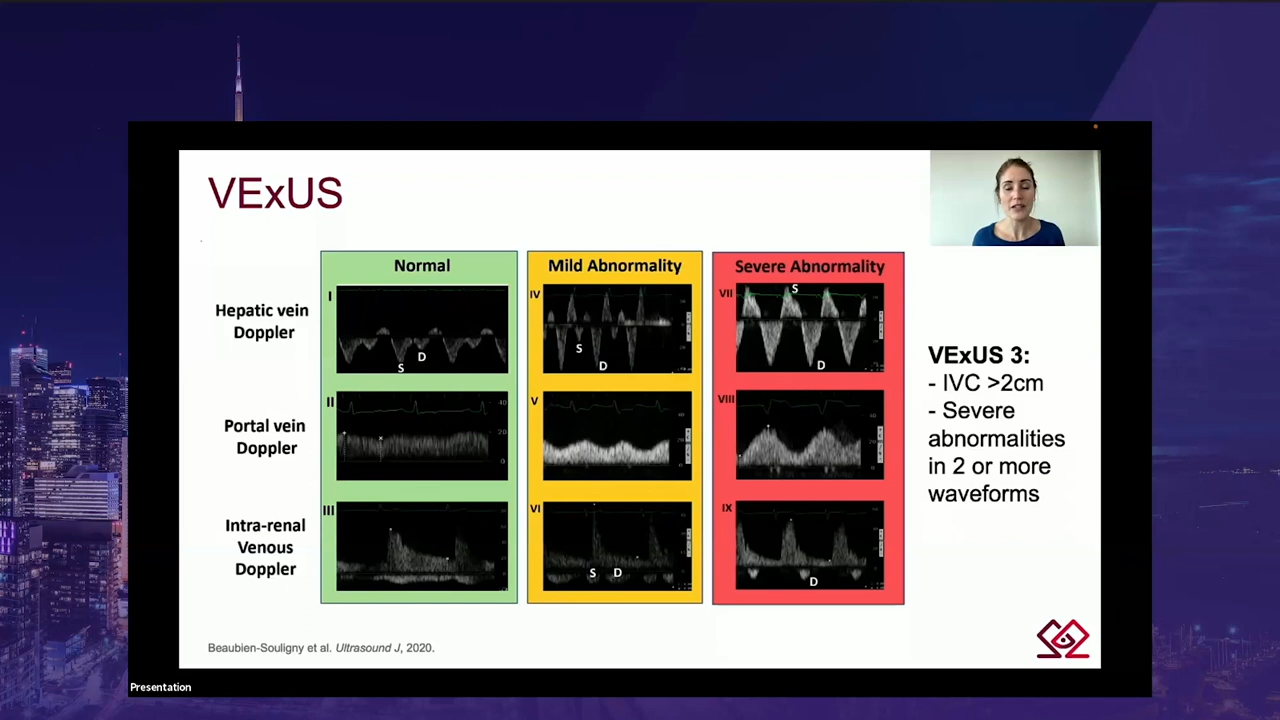 VExUS
Normal
Mild Abnormality
Severe Abnormality
Hepatic vein
Doppler
I
S
D
IV
S
D
VII
S
D
Portal vein
Doppler
II
V
VIII
Intra-renal
Venous
Doppler
III
VI
S
D
IX
D
VExUS 3:
- IVC >2cm
- Severe
abnormalities
in 2 or more
waveforms
Beaubien-Souligny et al. Ultrasound J, 2020.
Presentation